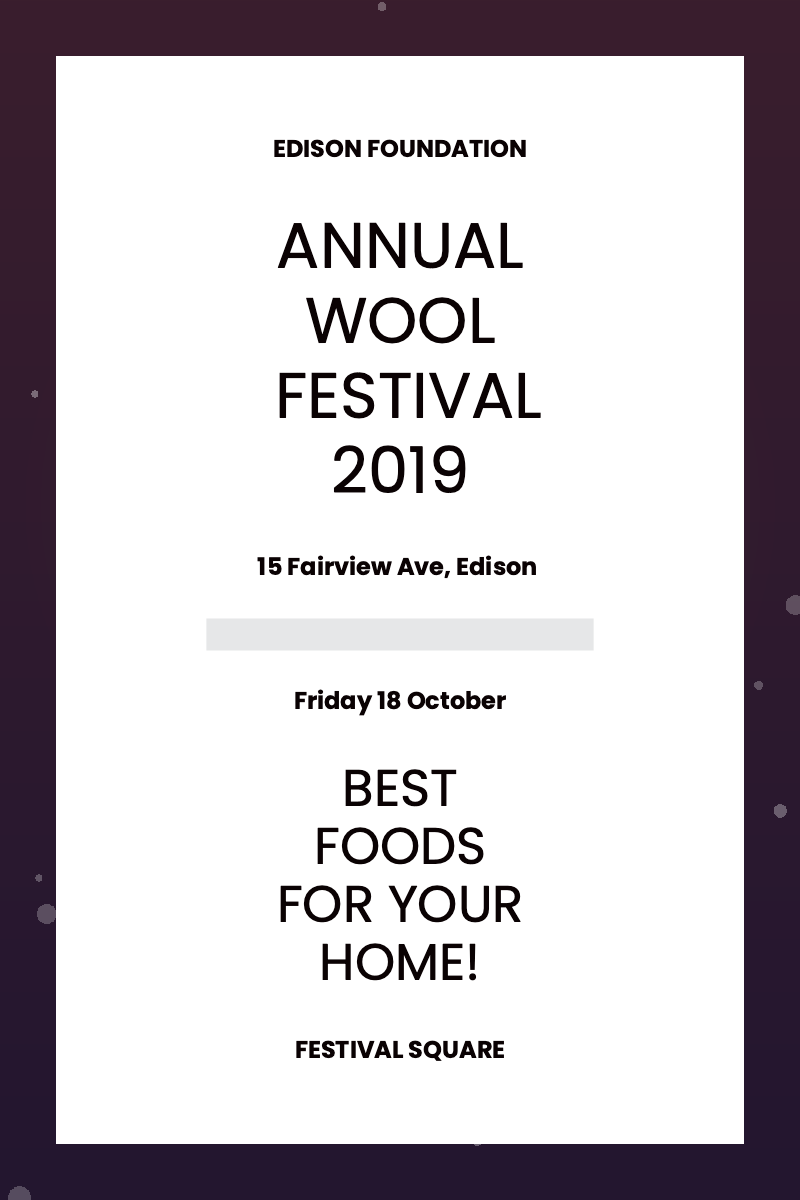 EDISON FOUNDATION
ANNUAL
WOOL
FESTIVAL
2019
15 Fairview Ave, Edison
Friday 18 October
BEST
FOODS
FOR YOUR
HOME!
FESTIVAL SQUARE